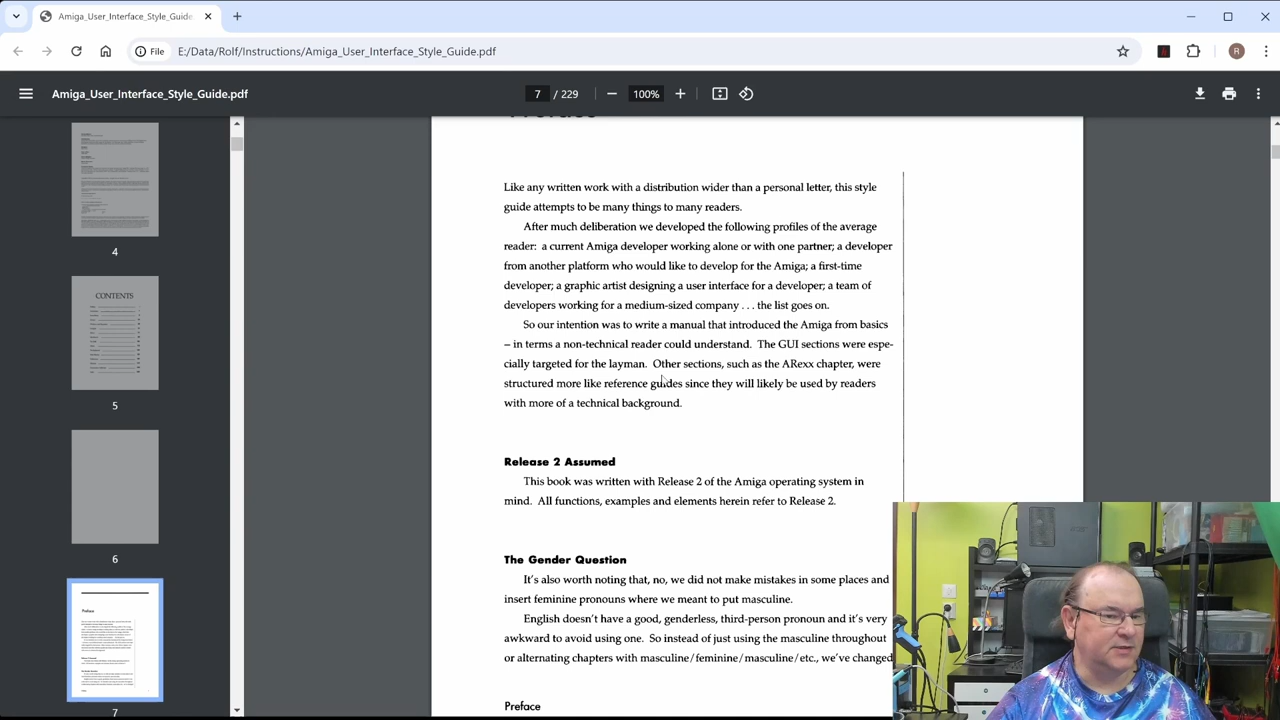 Amiga_User_Interface_Style_Guide.
File
E:/Data/Rolf/Instructions/Amiga_User_Interface_Style_Guide.pdf
R
Amiga_User_Interface_Style_Guide.pdf
7 / 229
100%
4
CONTENTS
5
6
Preface
7
Preface
Like any written work with a distribution wider than a personal letter, this style
guide attempts to be many things to many readers.
After much deliberation we developed the following profiles of the average
reader: a current Amiga developer working alone or with one partner; a developer
from another platform who would like to develop for the Amiga; a first-time
developer; a graphic artist designing a user interface for a developer; a team of
developers working for a medium-sized company . . . the list goes on.
So our intention was to write a manual that introduced the Amiga from basics
– in terms a non-technical reader could understand. The GUI sections were espe-
cially targeted for the layman. Other sections, such as the ARexx chapter, were
structured more like reference guides since they will likely be used by readers
with more of a technical background.
Release 2 Assumed
This book was written with Release 2 of the Amiga operating system in
mind. All functions, examples and elements herein refer to Release 2.
The Gender Question
It's also worth noting that, no, we did not make mistakes in some places and
insert feminine pronouns where we meant to put masculine.
English doesn't have a good, genderless, third-person pronoun and it's very
awkward to avoid using one. So instead of just using the masculine throughout
or alternating chapters with masculine/feminine/masculine/etc., we've changed
Preface